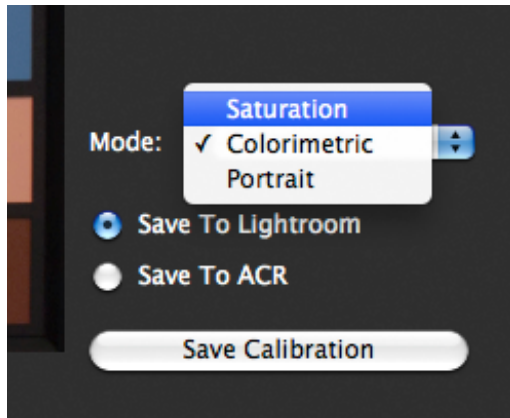 Saturation
Mode: ✓ Colorimetric
Portrait
Save To Lightroom
Save To ACR
Save Calibration